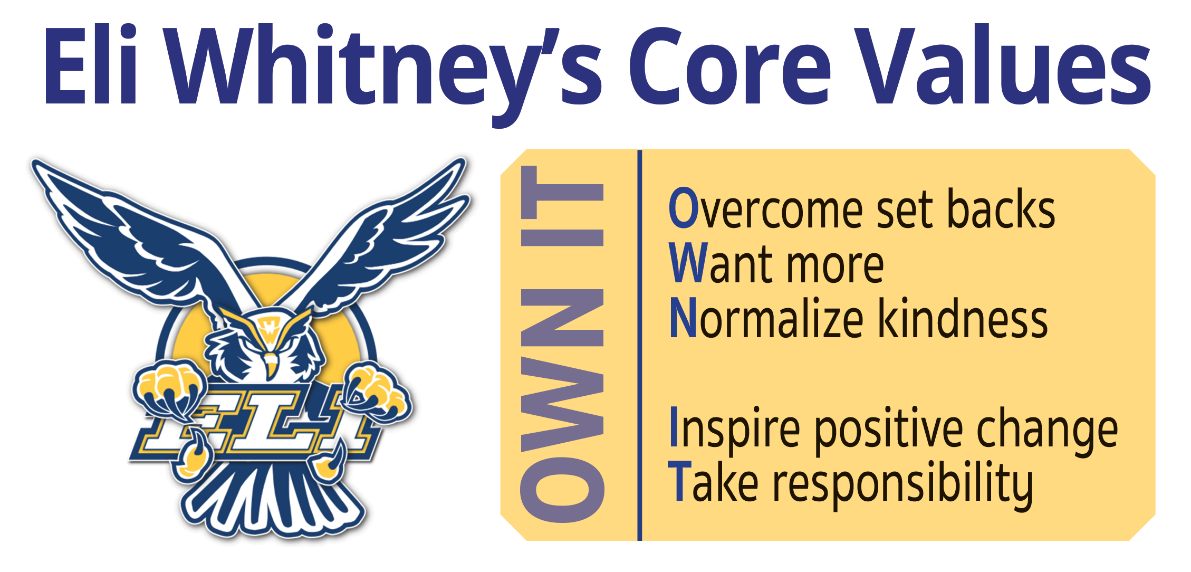 Eli Whitney’s Core Values
ELI
W
OWN IT
Overcome set backs
Want more
Normalize kindness
Inspire positive change
Take responsibility